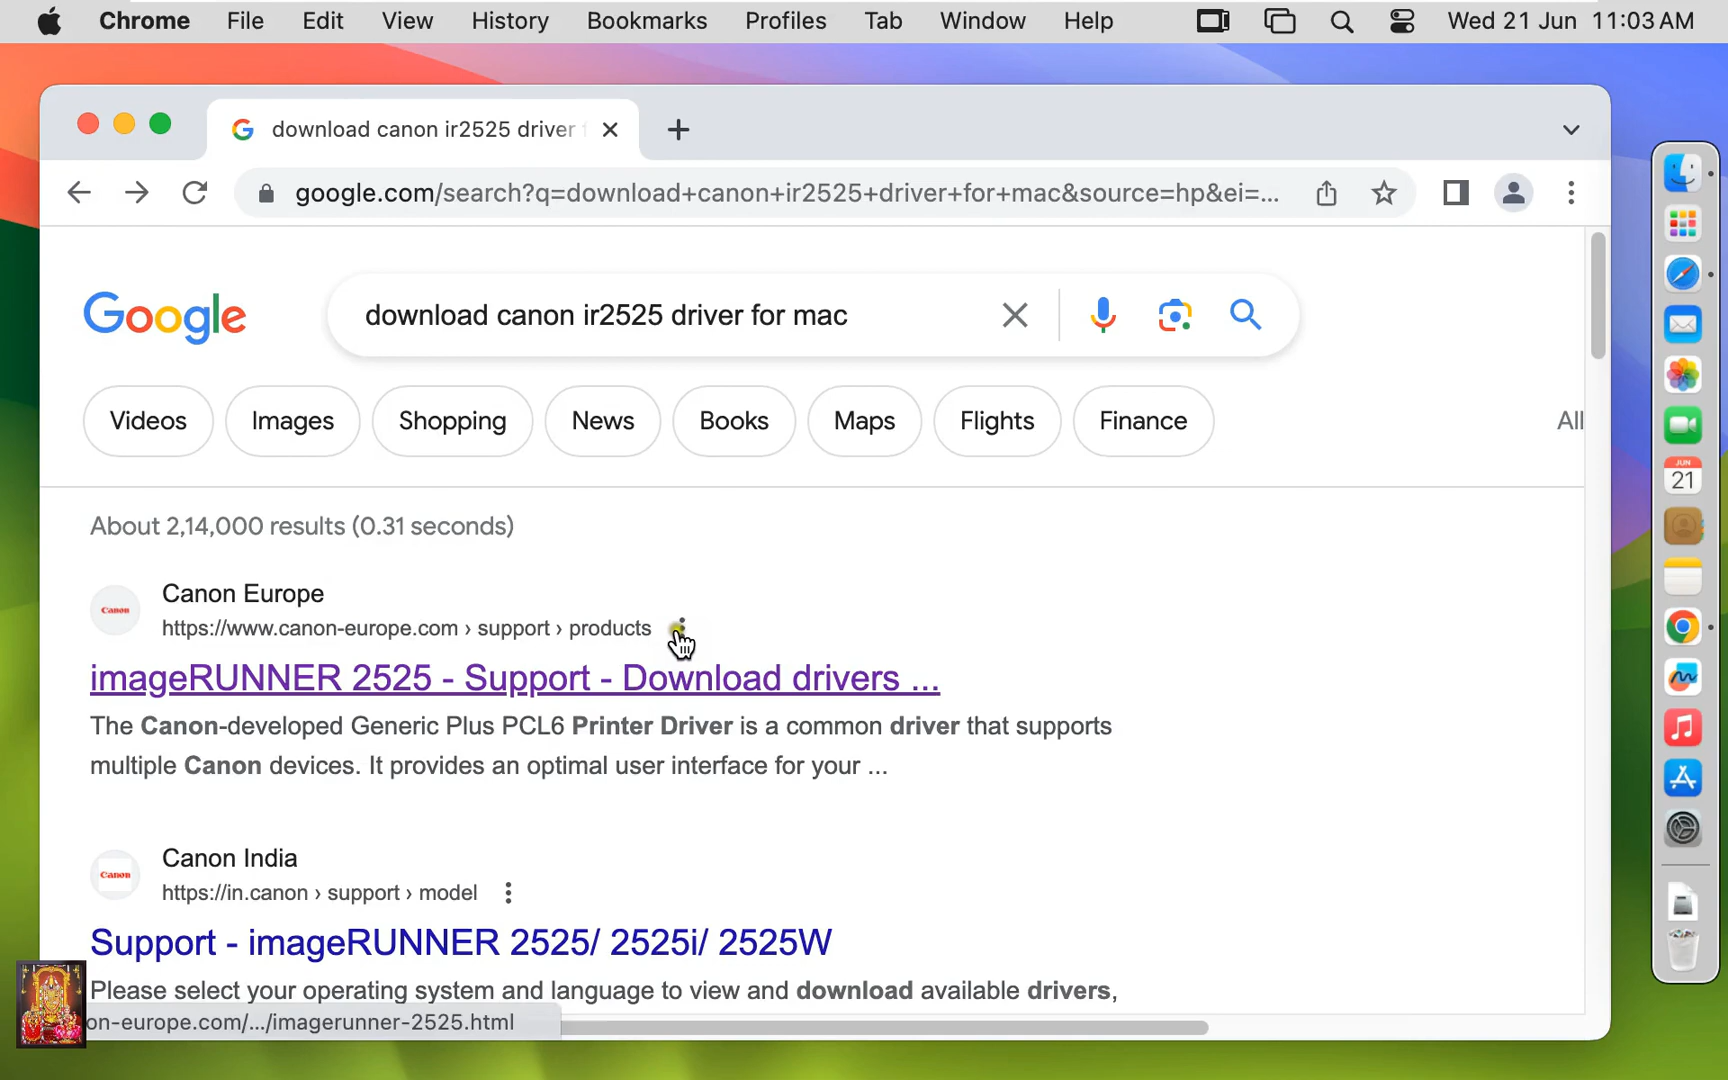 Chrome File Edit View History Bookmarks Profiles Tab Window Help Wed 21 Jun 11:03 AM
download canon ir2525 driver f
google.com/search?q=download+canon+ir2525+driver+for+mac&source=hp&ei=...
Google download canon ir2525 driver for mac
Videos Images Shopping News Books Maps Flights Finance All
About 2,14,000 results (0.31 seconds)
Canon Canon Europe
https://www.canon-europe.com › support › products
imageRUNNER 2525 - Support - Download drivers ...
The Canon-developed Generic Plus PCL6 Printer Driver is a common driver that supports
multiple Canon devices. It provides an optimal user interface for your ...
Canon Canon India
https://in.canon › support › model
Support - imageRUNNER 2525/ 2525i/ 2525W
Please select your operating system and language to view and download available drivers,
on-europe.com/.../imagerunner-2525.html
JUN
21